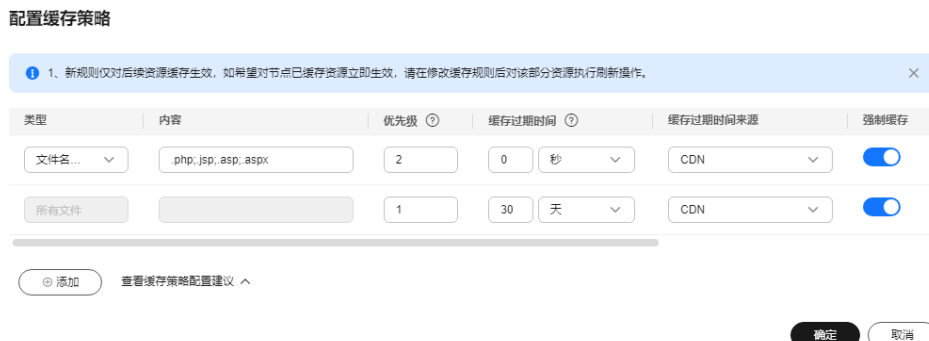 配置缓存策略
1、新规则仅对后续资源缓存生效，如希望对节点已缓存资源立即生效，请在修改缓存规则后对该部分资源执行刷新操作。
类型 内容 优先级 缓存过期时间 缓存过期时间来源 强制缓存
文件名... .php;.jsp;.asp;.aspx 2 0 秒 CDN
所有文件 1 30 天 CDN
添加 查看缓存策略配置建议
确定 取消